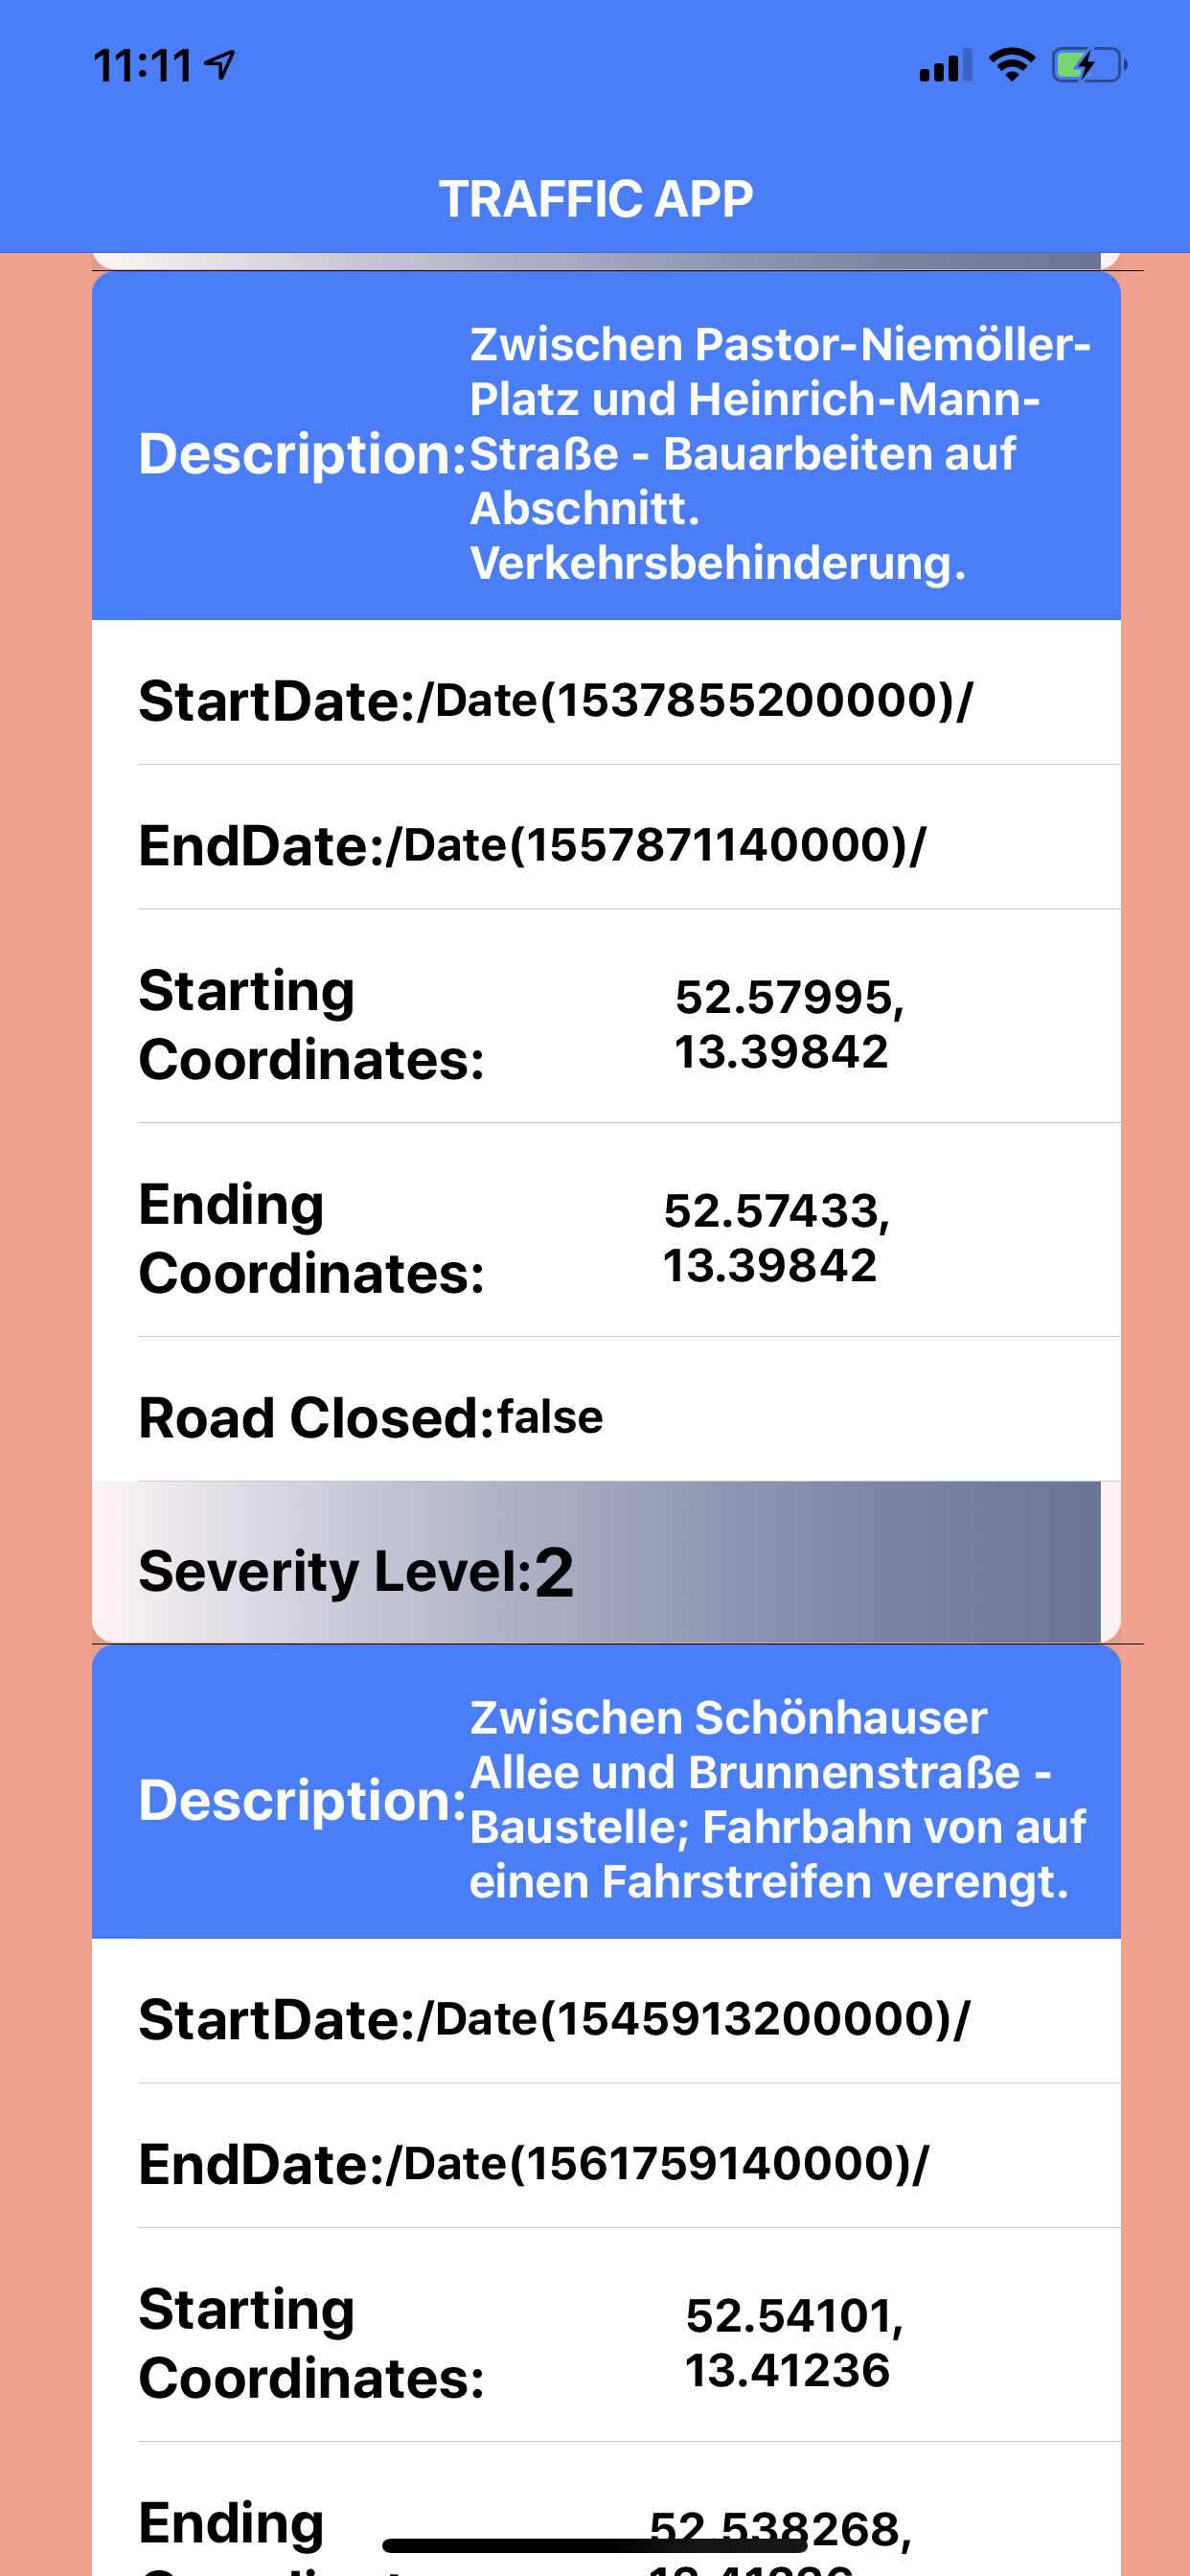 11:11
TRAFFIC APP
Zwischen Pastor-Niemöller-
Platz und Heinrich-Mann-
Description:Straße - Bauarbeiten auf
Abschnitt.
Verkehrsbehinderung.
StartDate:/Date(1537855200000)/
EndDate:/Date(1557871140000)/
Starting
Coordinates:
52.57995,
13.39842
Ending
Coordinates:
52.57433,
13.39842
Road Closed:false
Severity Level:2
Zwischen Schönhauser
Allee und Brunnenstraße -
Description:
Baustelle; Fahrbahn von auf
einen Fahrstreifen verengt.
StartDate:/Date(1545913200000)/
EndDate:/Date(1561759140000)/
Starting
Coordinates:
52.54101,
13.41236
Ending
52.538268,